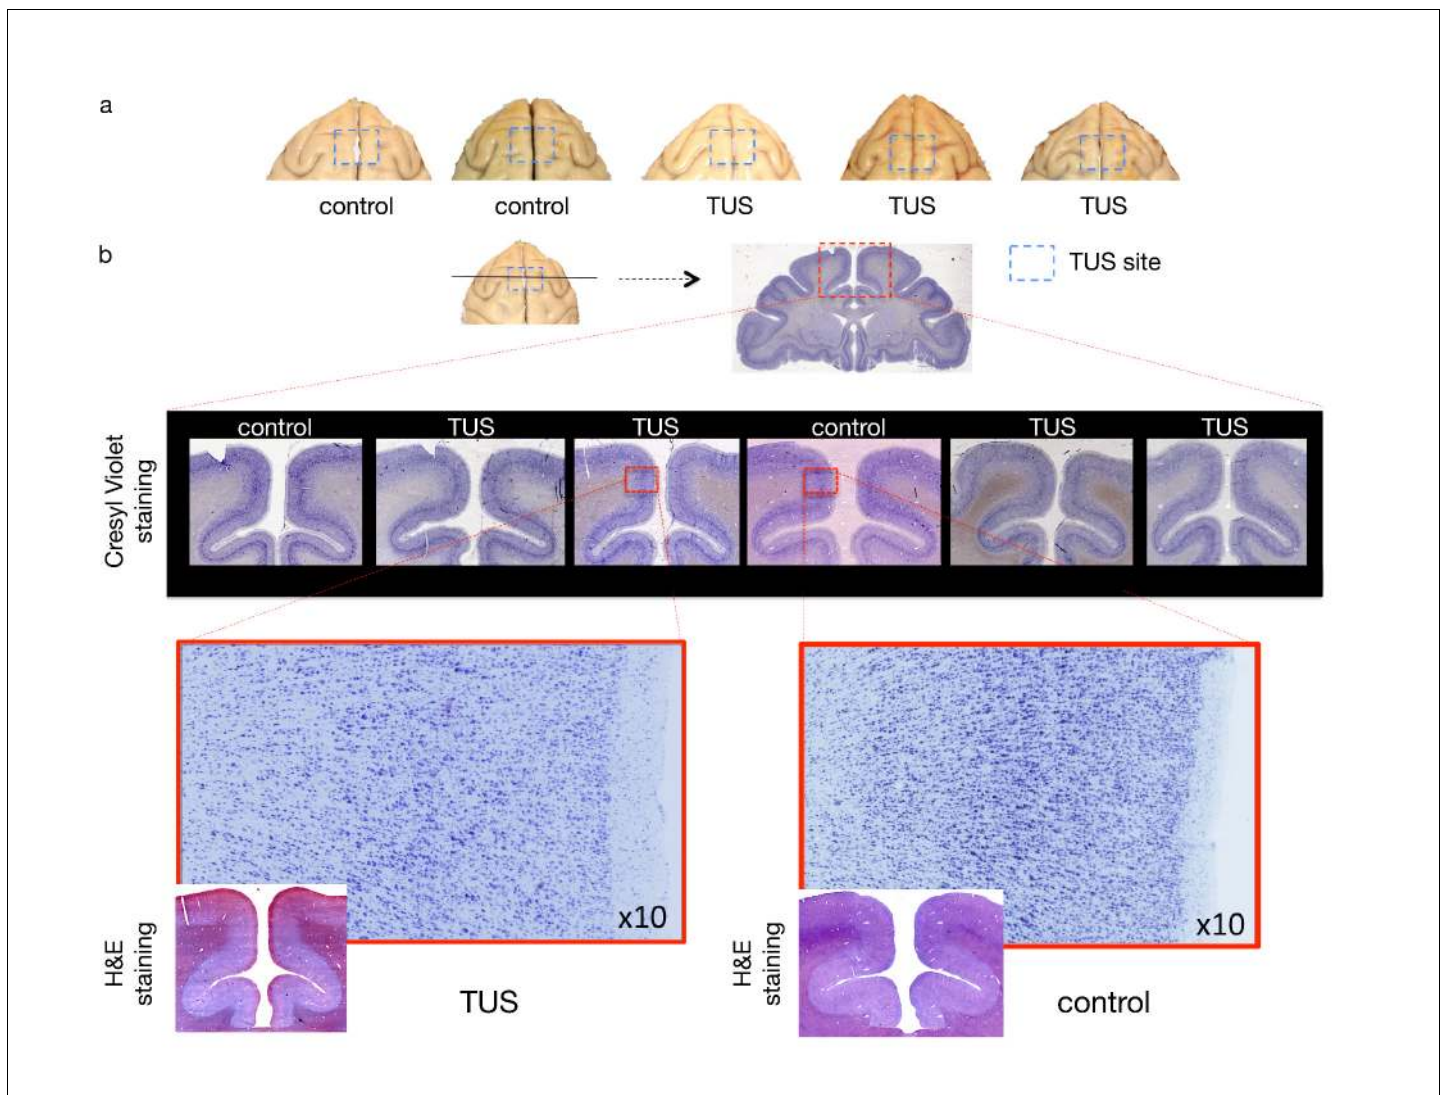 a
control
control
TUS
TUS
TUS
b
TUS site
Cresyl Violet
staining
control
TUS
TUS
control
TUS
TUS
x10
x10
H&E
staining
TUS
H&E
staining
control